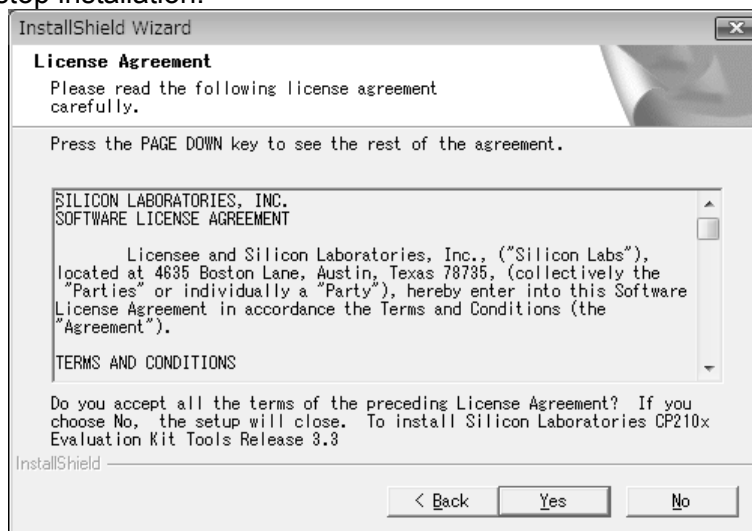 stop installation.
InstallShield Wizard
License Agreement
Please read the following license agreement
carefully.
Press the PAGE DOWN key to see the rest of the agreement.
SILICON LABORATORIES, INC.
SOFTWARE LICENSE AGREEMENT
Licensee and Silicon Laboratories, Inc., ("Silicon Labs"),
located at 4635 Boston Lane, Austin, Texas 78735, (collectively the
"Parties" or individually a "Party"), hereby enter into this Software
License Agreement in accordance the Terms and Conditions (the
"Agreement").
TERMS AND CONDITIONS
Do you accept all the terms of the preceding License Agreement? If you
choose No, the setup will close. To install Silicon Laboratories CP210x
Evaluation Kit Tools Release 3.3
InstallShield
< Back Yes No